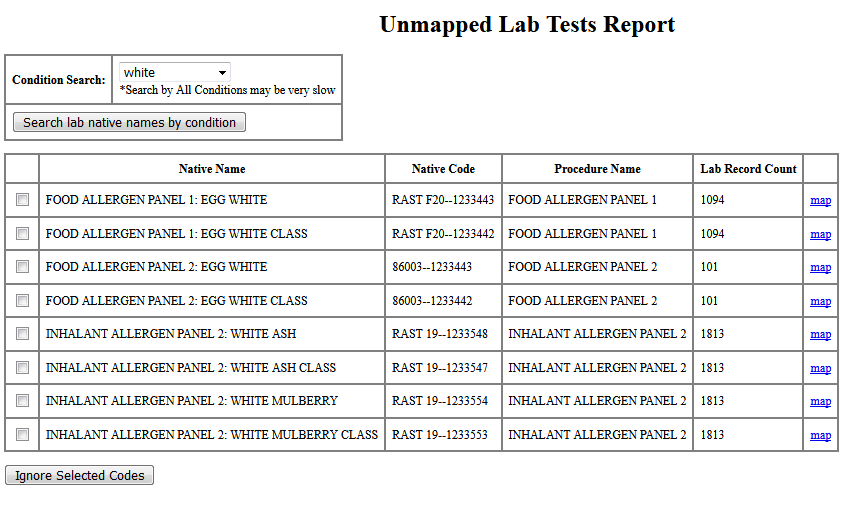 Unmapped Lab Tests Report
Condition Search: white
*Search by All Conditions may be very slow
Search lab native names by condition
Native Name Native Code Procedure Name Lab Record Count
FOOD ALLERGEN PANEL 1: EGG WHITE RAST F20--1233443 FOOD ALLERGEN PANEL 1 1094 map
FOOD ALLERGEN PANEL 1: EGG WHITE CLASS RAST F20--1233442 FOOD ALLERGEN PANEL 1 1094 map
FOOD ALLERGEN PANEL 2: EGG WHITE 86003--1233443 FOOD ALLERGEN PANEL 2 101 map
FOOD ALLERGEN PANEL 2: EGG WHITE CLASS 86003--1233442 FOOD ALLERGEN PANEL 2 101 map
INHALANT ALLERGEN PANEL 2: WHITE ASH RAST 19--1233548 INHALANT ALLERGEN PANEL 2 1813 map
INHALANT ALLERGEN PANEL 2: WHITE ASH CLASS RAST 19--1233547 INHALANT ALLERGEN PANEL 2 1813 map
INHALANT ALLERGEN PANEL 2: WHITE MULBERRY RAST 19--1233554 INHALANT ALLERGEN PANEL 2 1813 map
INHALANT ALLERGEN PANEL 2: WHITE MULBERRY CLASS RAST 19--1233553 INHALANT ALLERGEN PANEL 2 1813 map
Ignore Selected Codes